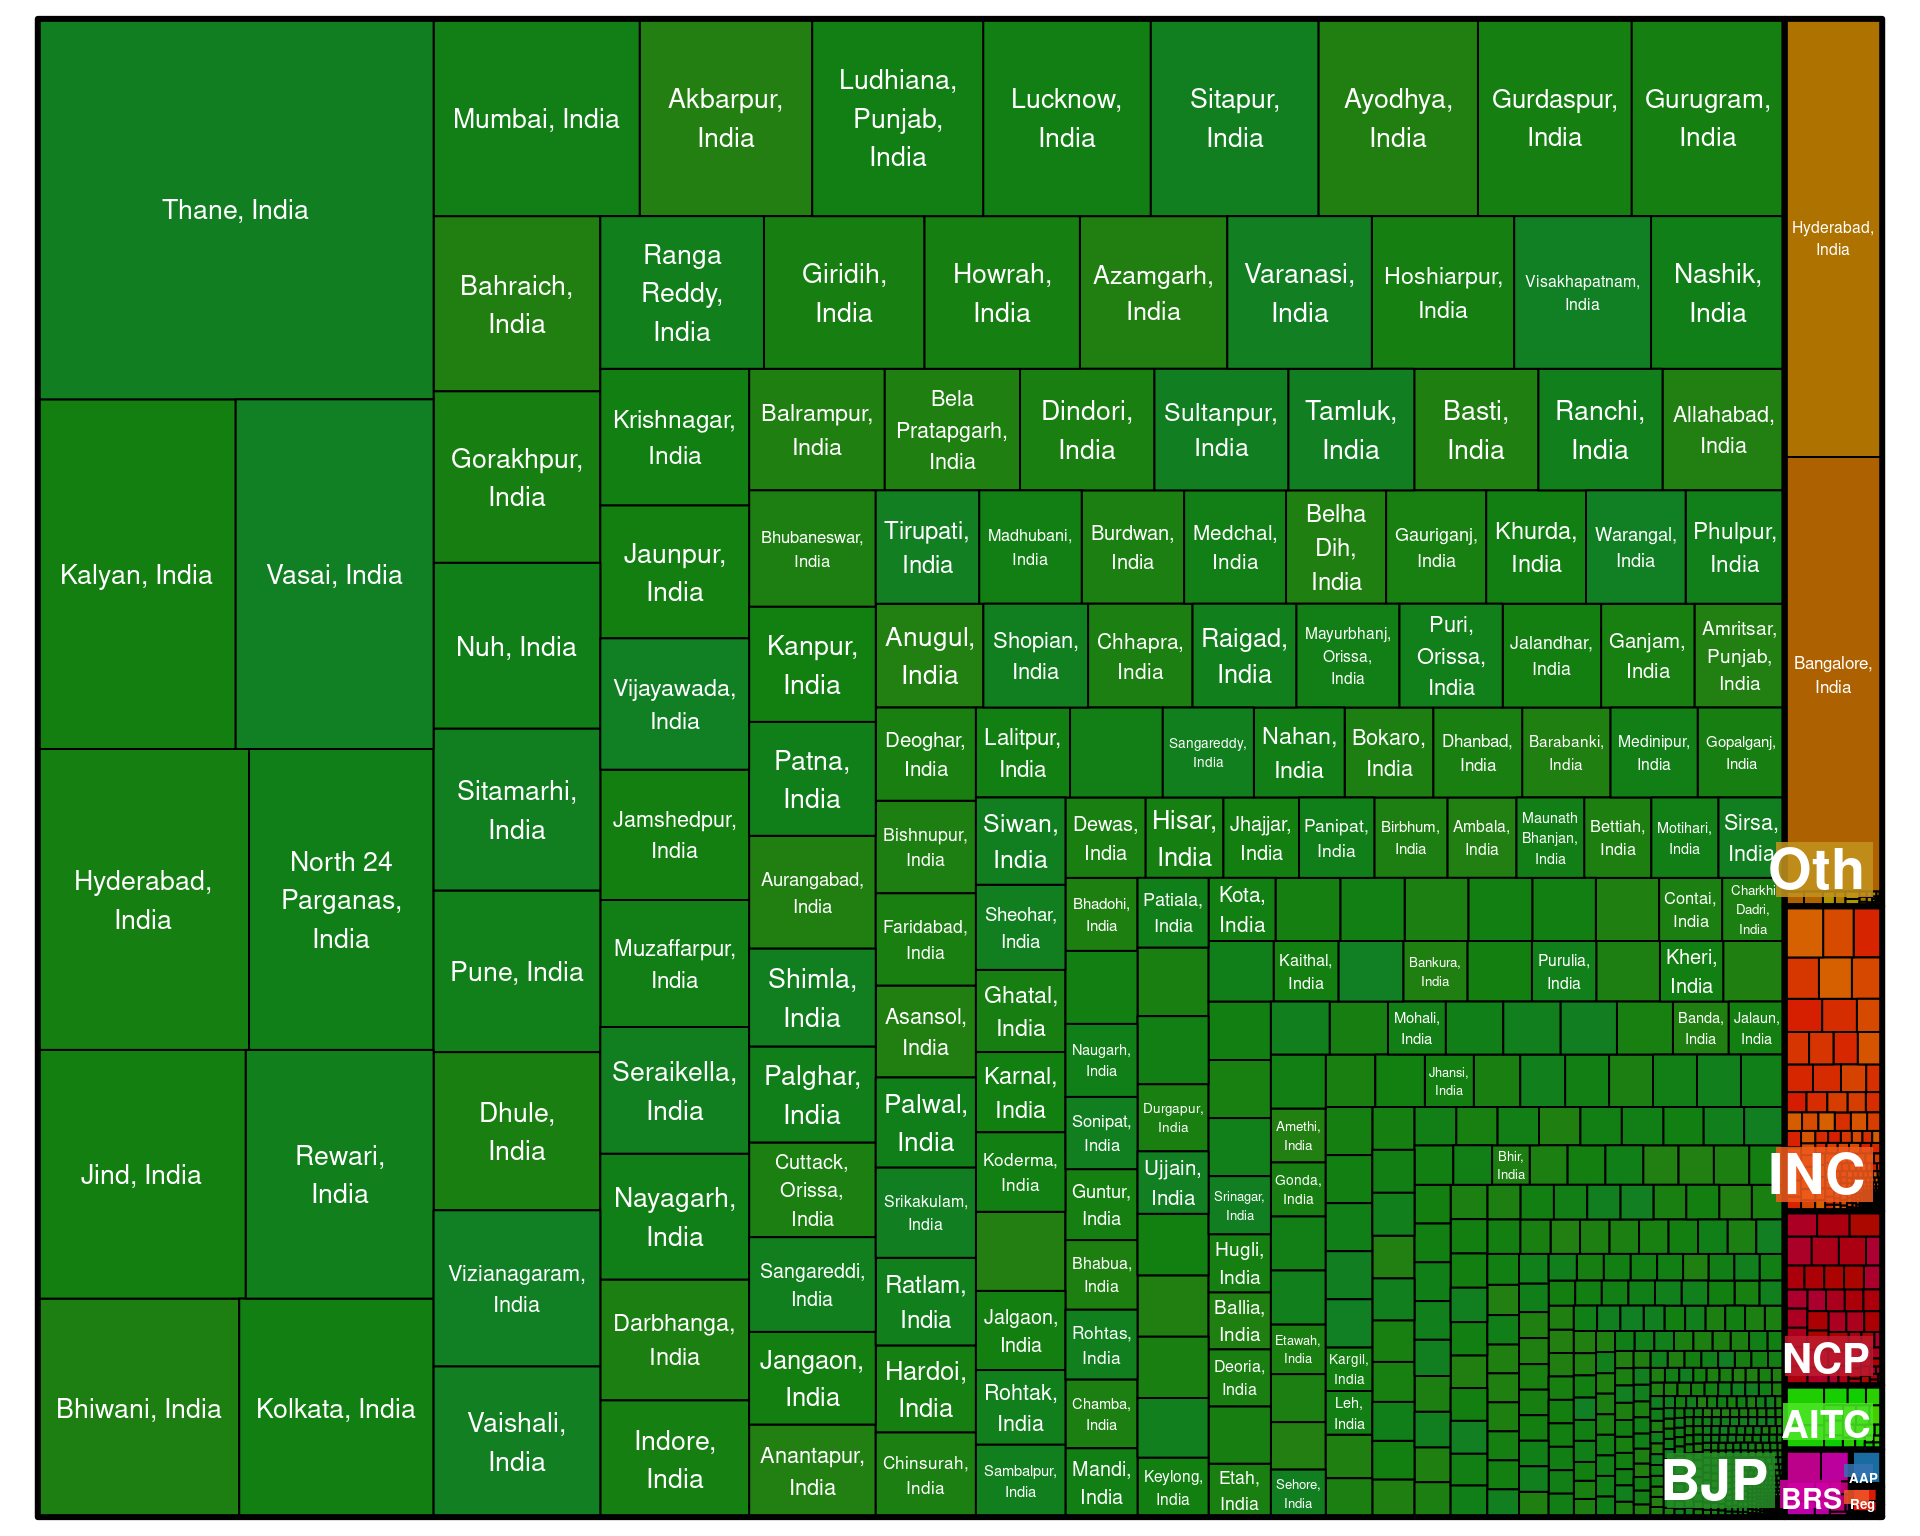 Thane, India
Kalyan, India
Vasai, India
Hyderabad,
India
North 24
Parganas,
India
Jind, India
Rewari,
India
Bhiwani, India
Kolkata, India
Mumbai, India
Akbarpur,
India
Ludhiana,
Punjab,
India
Lucknow,
India
Sitapur,
India
Ayodhya,
India
Gurdaspur,
India
Gurugram,
India
Bahraich,
India
Gorakhpur,
India
Nuh, India
Sitamarhi,
India
Pune, India
Dhule,
India
Vizianagaram,
India
Vaishali,
India
Ranga
Reddy,
India
Giridih,
India
Howrah,
India
Azamgarh,
India
Varanasi,
India
Hoshiarpur,
India
Visakhapatnam,
India
Nashik,
India
Krishnagar,
India
Jaunpur,
India
Vijayawada,
India
Jamshedpur,
India
Muzaffarpur,
India
Seraikella,
India
Nayagarh,
India
Darbhanga,
India
Indore,
India
Balrampur,
India
Bela
Pratapgarh,
India
Dindori,
India
Sultanpur,
India
Tamluk,
India
Basti,
India
Ranchi,
India
Allahabad,
India
Bhubaneswar,
India
Kanpur,
India
Patna,
India
Aurangabad,
India
Shimla,
India
Palghar,
India
Cuttack,
Orissa,
India
Sangareddi,
India
Jangaon,
India
Anantapur,
India
Tirupati,
India
Madhubani,
India
Burdwan,
India
Medchal,
India
Belha
Dih,
India
Gauriganj,
India
Khurda,
India
Warangal,
India
Phulpur,
India
Anugul,
India
Shopian,
India
Chhapra,
India
Raigad,
India
Mayurbhanj,
Orissa,
India
Puri,
Orissa,
India
Jalandhar,
India
Ganjam,
India
Amritsar,
Punjab,
India
Deoghar,
India
Bishnupur,
India
Faridabad,
India
Asansol,
India
Palwal,
India
Srikakulam,
India
Ratlam,
India
Hardoi,
India
Chinsurah,
India
Lalitpur,
India
Sangareddy,
India
Nahan,
India
Bokaro,
India
Dhanbad,
India
Barabanki,
India
Medinipur,
India
Gopalganj,
India
Siwan,
India
Sheohar,
India
Ghatal,
India
Karnal,
India
Koderma,
India
Jalgaon,
India
Rohtak,
India
Sambalpur,
India
Dewas,
India
Hisar,
India
Jhajjar,
India
Panipat,
India
Birbhum,
India
Ambala,
India
Maunath
Bhanjan,
India
Bettiah,
India
Motihari,
India
Sirsa,
India
Bhadohi,
India
Naugarh,
India
Sonipat,
India
Guntur,
India
Bhabua,
India
Rohtas,
India
Chamba,
India
Mandi,
India
Patiala,
India
Durgapur,
India
Ujjain,
India
Keylong,
India
Kota,
India
Contai,
India
Charkhi
Dadri,
India
Kaithal,
India
Bankura,
India
Purulia,
India
Kheri,
India
Mohali,
India
Banda,
India
Jalaun,
India
Jhansi,
India
Srinagar,
India
Hugli,
India
Ballia,
India
Deoria,
India
Etah,
India
Amethi,
India
Gonda,
India
Etawah,
India
Sehore,
India
Bhir,
India
Kargil,
India
Leh,
India
BJP
Hyderabad,
India
Bangalore,
India
Oth
INC
NCP
AITC
BRS
AAP
Reg